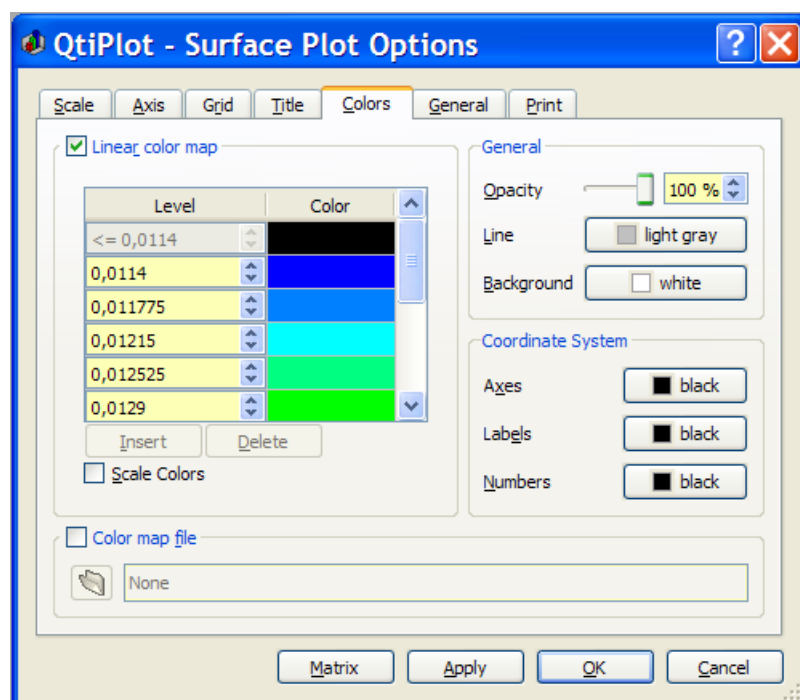 QtiPlot - Surface Plot Options
Scale Axis Grid Title Colors General Print
Linear color map
Level Color
<= 0,0114
0,0114
0,011775
0,01215
0,012525
0,0129
Insert Delete
Scale Colors
General
Opacity 100 %
Line light gray
Background white
Coordinate System
Axes black
Labels black
Numbers black
Color map file
None
Matrix Apply OK Cancel